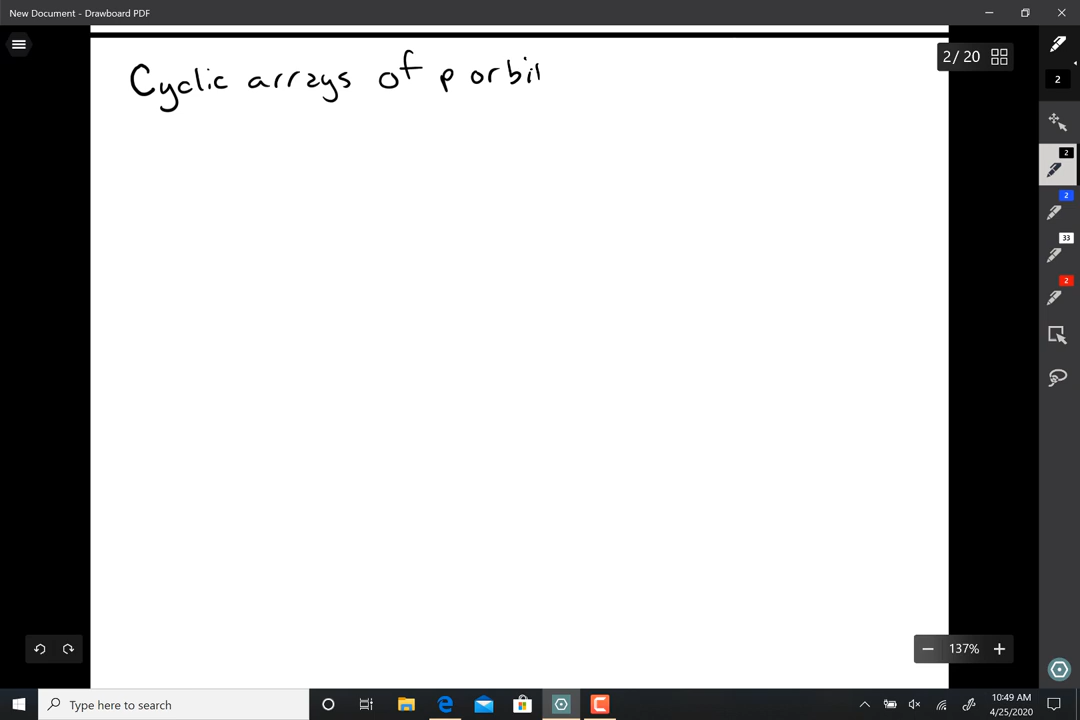 New Document - Drawboard PDF
2 / 20
2
Cyclic arrays of p orbit
2
2
33
2
137%
Type here to search
10:49 AM
4/25/2020